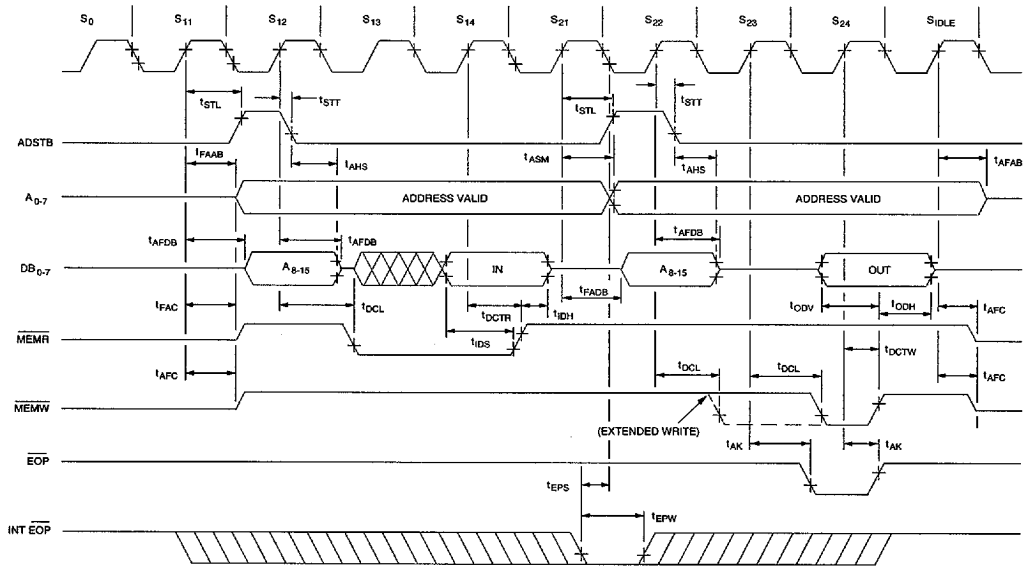 S0 S11 S12 S13 S14 S21 S22 S23 S24 SIDLE
tSTL tSTT tSTL tSTT
ADSTB
tFAAB tAHS tASM tAHS tAFAB
A0-7 ADDRESS VALID ADDRESS VALID
tAFDB tAFDB tAFDB
DB0-7 A8-15 IN A8-15 OUT
tFAC tDCL tDCTR tIDH tFADB tODV tODH tAFC
MEMR tIDS tDCTW
tAFC tDCL tDCL tAFC
MEMW
(EXTENDED WRITE)
tAK tAK
EOP
tEPS
tEPW
INT EOP